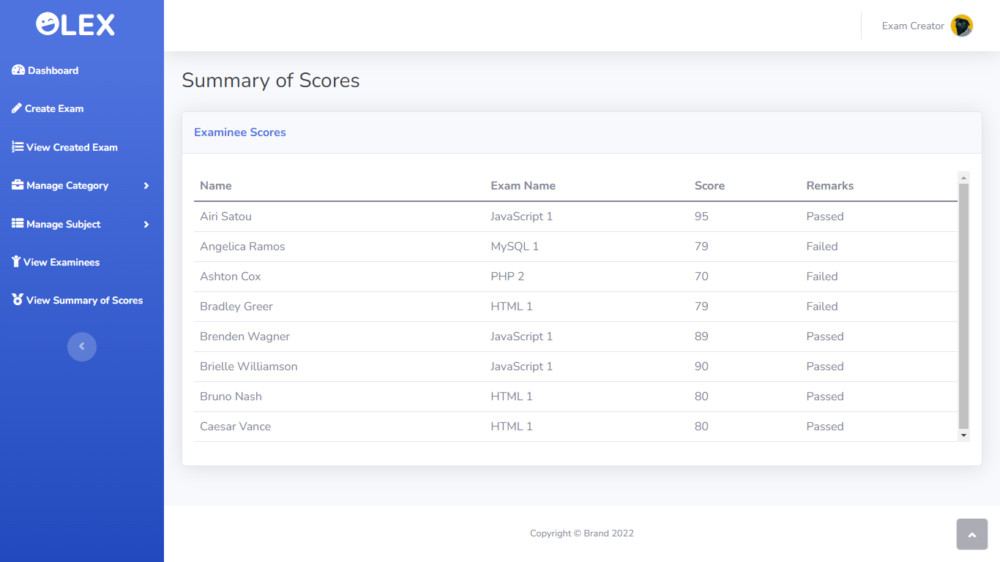 OLEX
Exam Creator
Dashboard
Create Exam
View Created Exam
Manage Category
Manage Subject
View Examinees
View Summary of Scores
Summary of Scores
Examinee Scores
Name Exam Name Score Remarks
Airi Satou JavaScript 1 95 Passed
Angelica Ramos MySQL 1 79 Failed
Ashton Cox PHP 2 70 Failed
Bradley Greer HTML 1 79 Failed
Brenden Wagner JavaScript 1 89 Passed
Brielle Williamson JavaScript 1 90 Passed
Bruno Nash HTML 1 80 Passed
Caesar Vance HTML 1 80 Passed
Copyright © Brand 2022